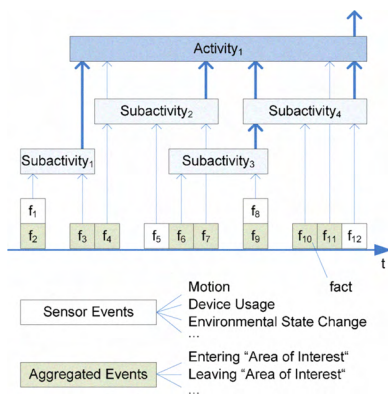 Activity1
Subactivity2
Subactivity4
Subactivity1
Subactivity3
f1
f8
f2
f3
f4
f5
f6
f7
f9
f10
f11
f12
t
fact
Sensor Events
Motion
Device Usage
Environmental State Change
...
Aggregated Events
Entering “Area of Interest“
Leaving “Area of Interest“
...